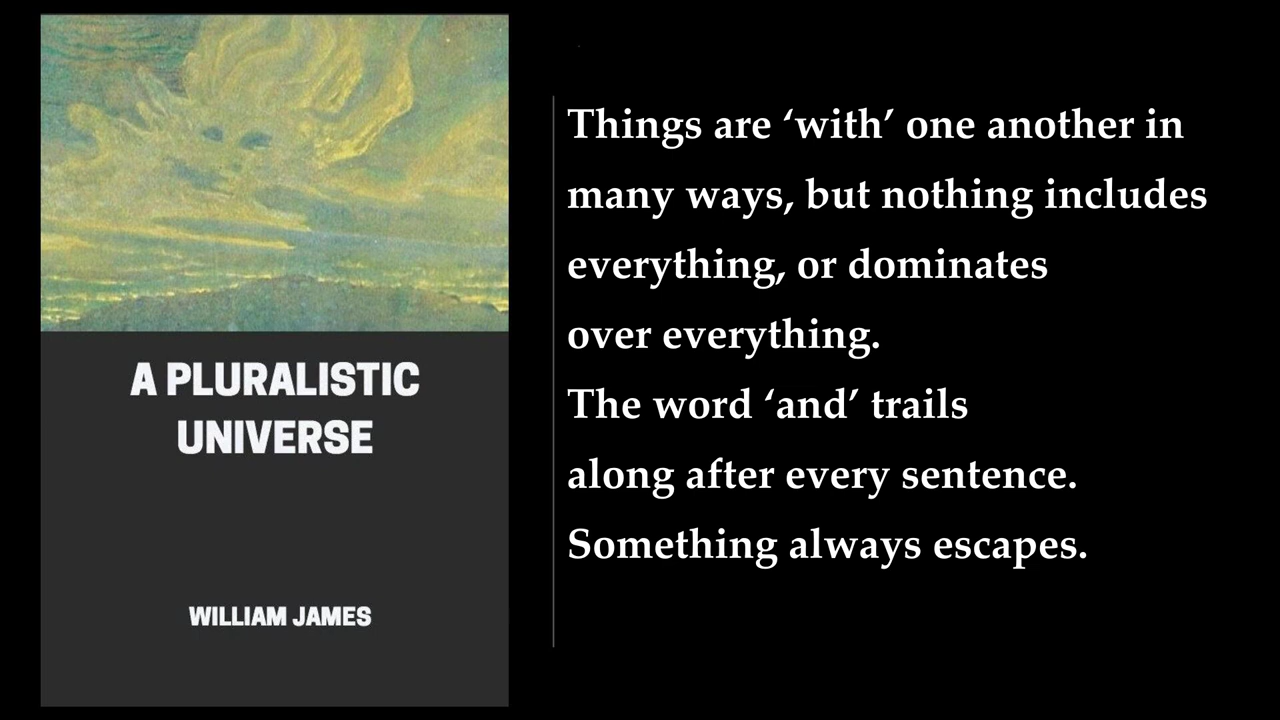 A PLURALISTIC
UNIVERSE
WILLIAM JAMES
Things are ‘with’ one another in
many ways, but nothing includes
everything, or dominates
over everything.
The word ‘and’ trails
along after every sentence.
Something always escapes.